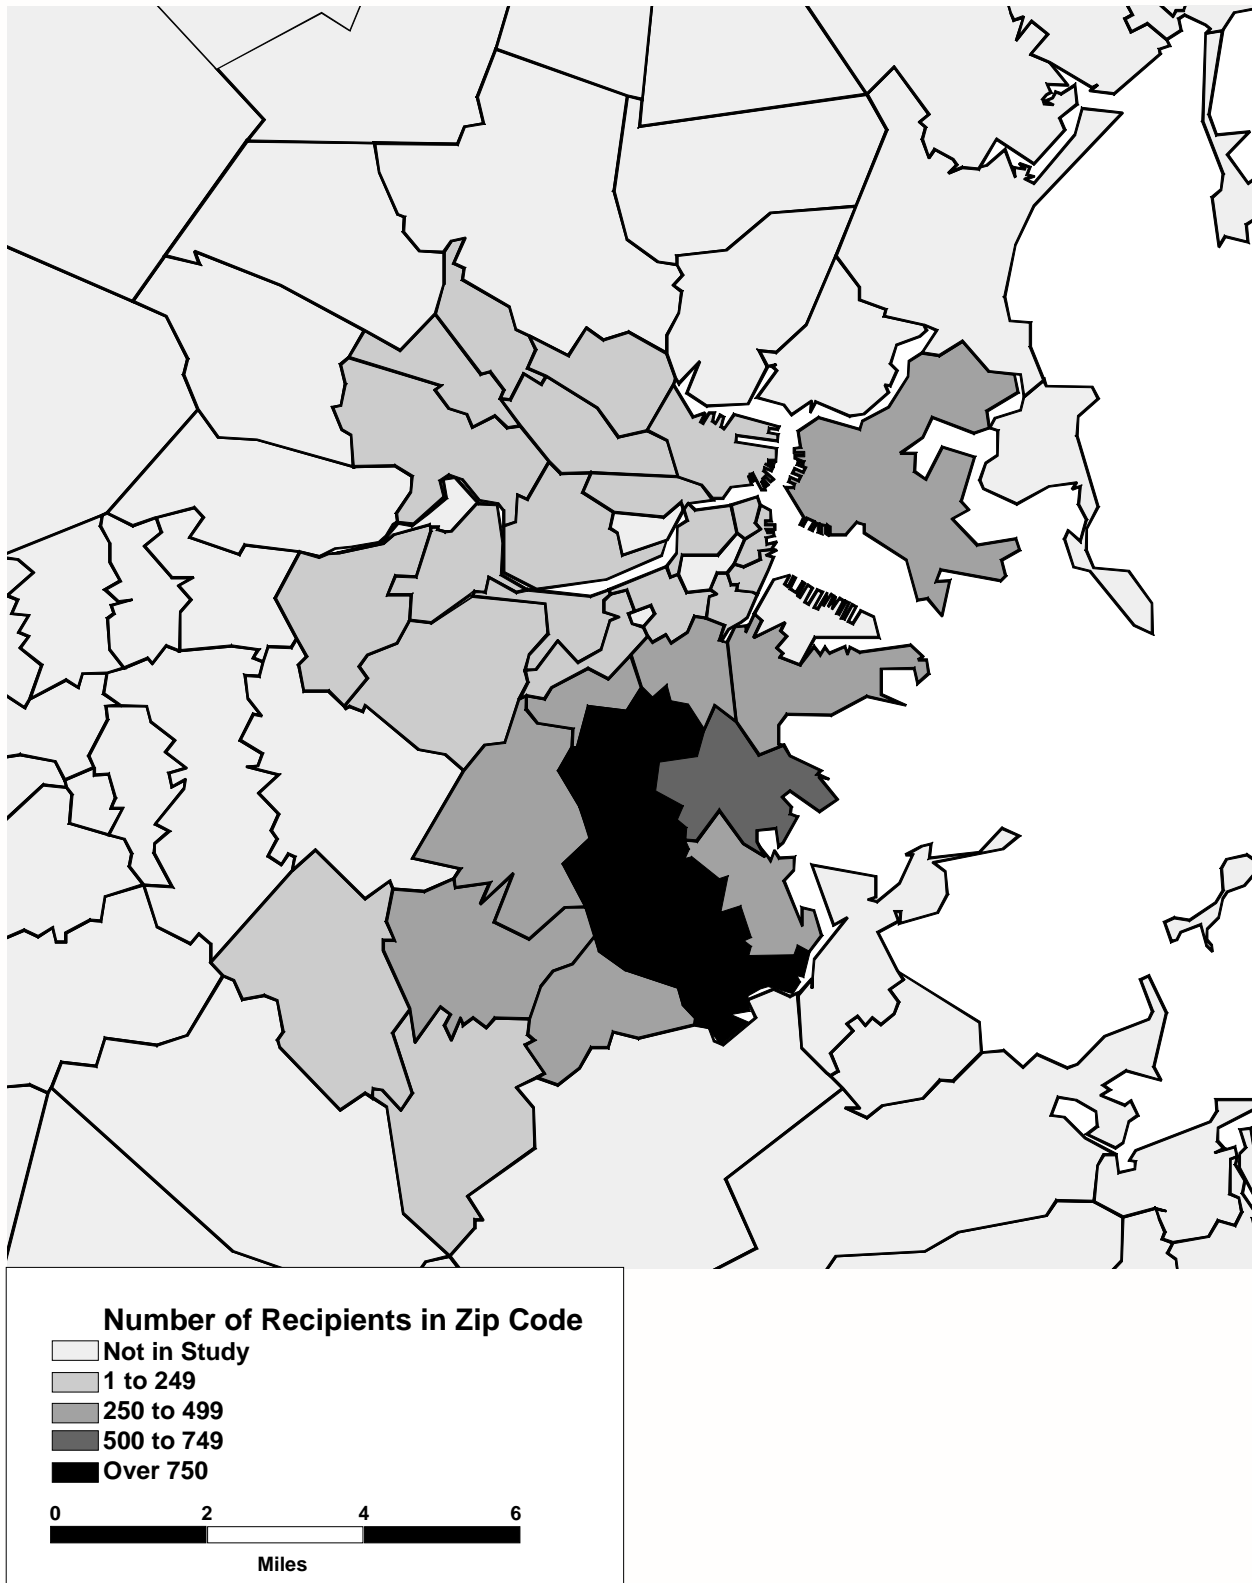 Number of Recipients in Zip Code
Not in Study
1 to 249
250 to 499
500 to 749
Over 750
0 2 4 6
Miles